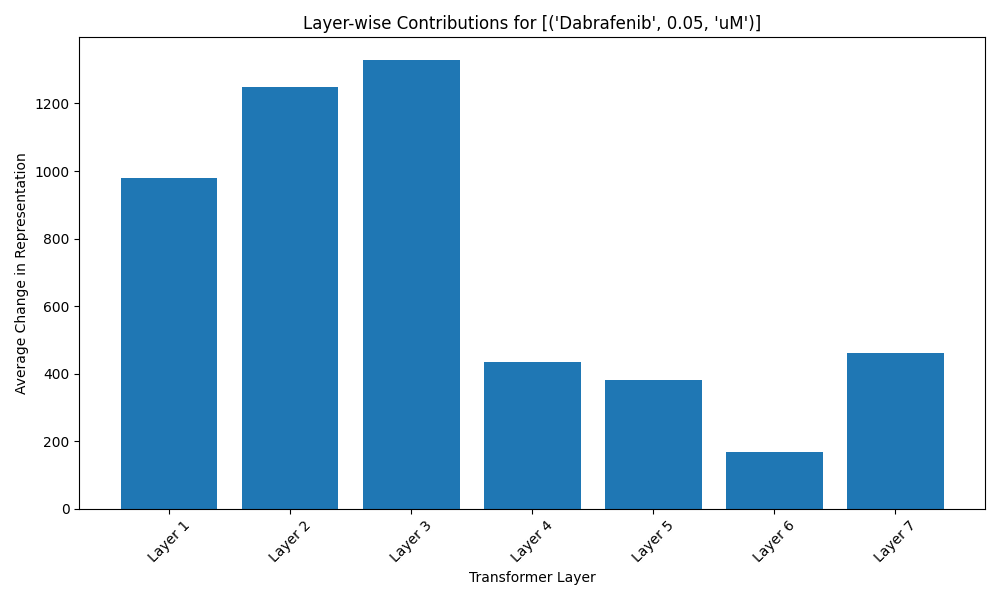 Layer-wise Contributions for [('Dabrafenib', 0.05, 'uM')]
Average Change in Representation
1200
1000
800
600
400
200
0
Layer 1
Layer 2
Layer 3
Layer 4
Layer 5
Layer 6
Layer 7
Transformer Layer